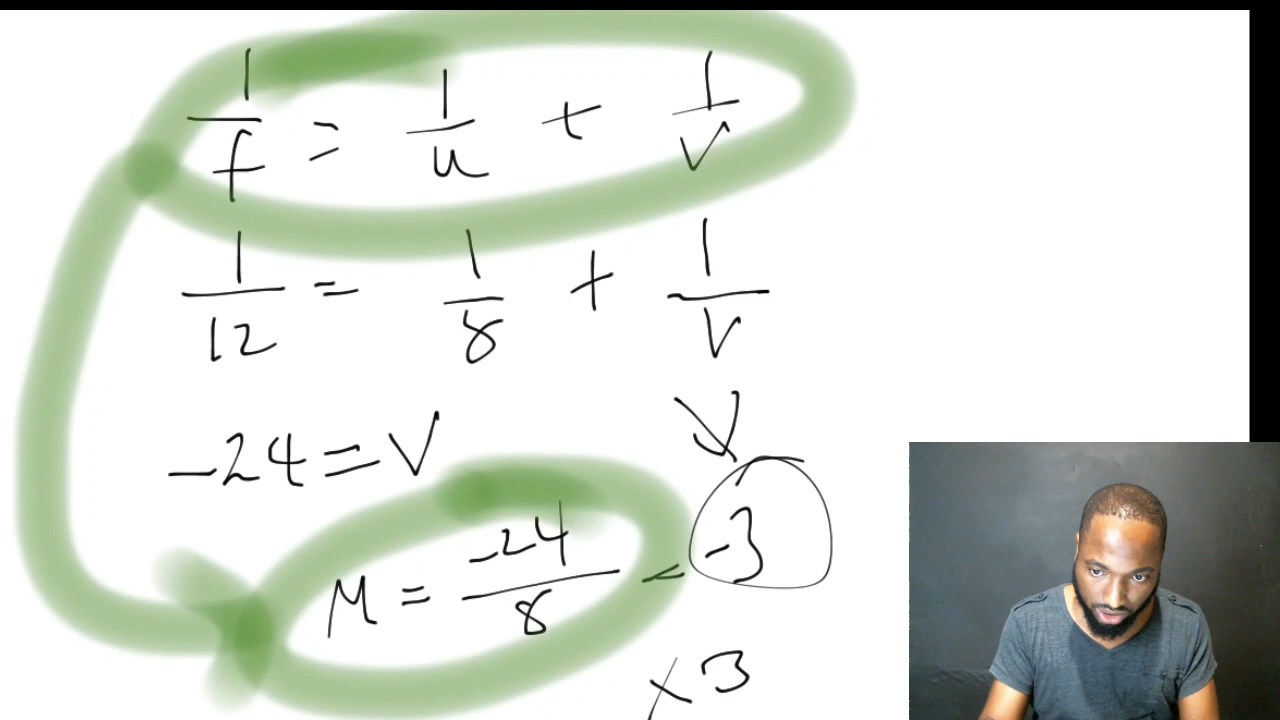 1/f = 1/u + 1/v
1/12 = 1/8 + 1/V
-24 = V
M = -24/8 = -3
x 3